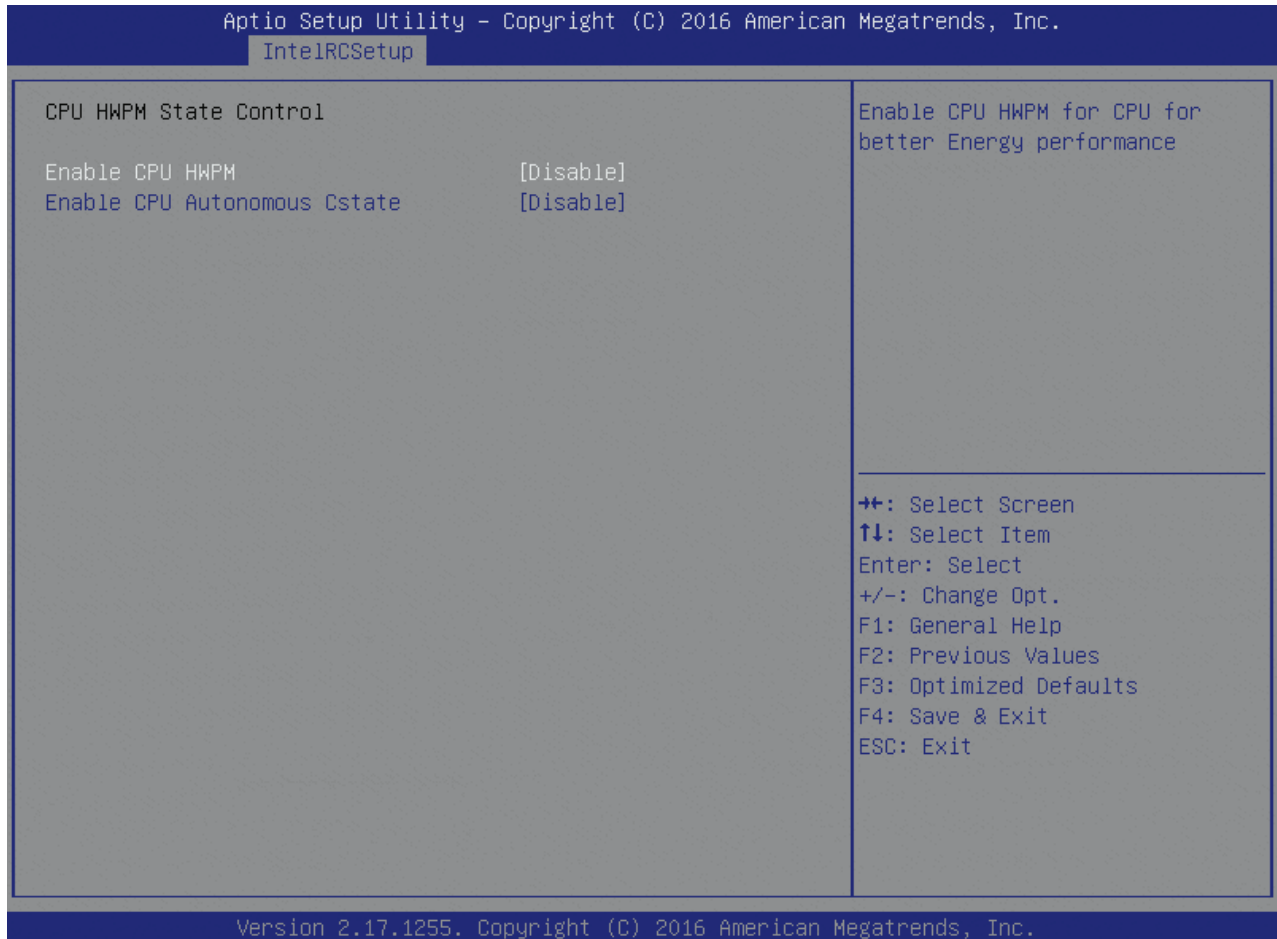 Aptio Setup Utility – Copyright (C) 2016 American Megatrends, Inc.
IntelRCSetup
CPU HWPM State Control
Enable CPU HWPM [Disable]
Enable CPU Autonomous Cstate [Disable]
Enable CPU HWPM for CPU for
better Energy performance
→←: Select Screen
↑↓: Select Item
Enter: Select
+/-: Change Opt.
F1: General Help
F2: Previous Values
F3: Optimized Defaults
F4: Save & Exit
ESC: Exit
Version 2.17.1255. Copyright (C) 2016 American Megatrends, Inc.